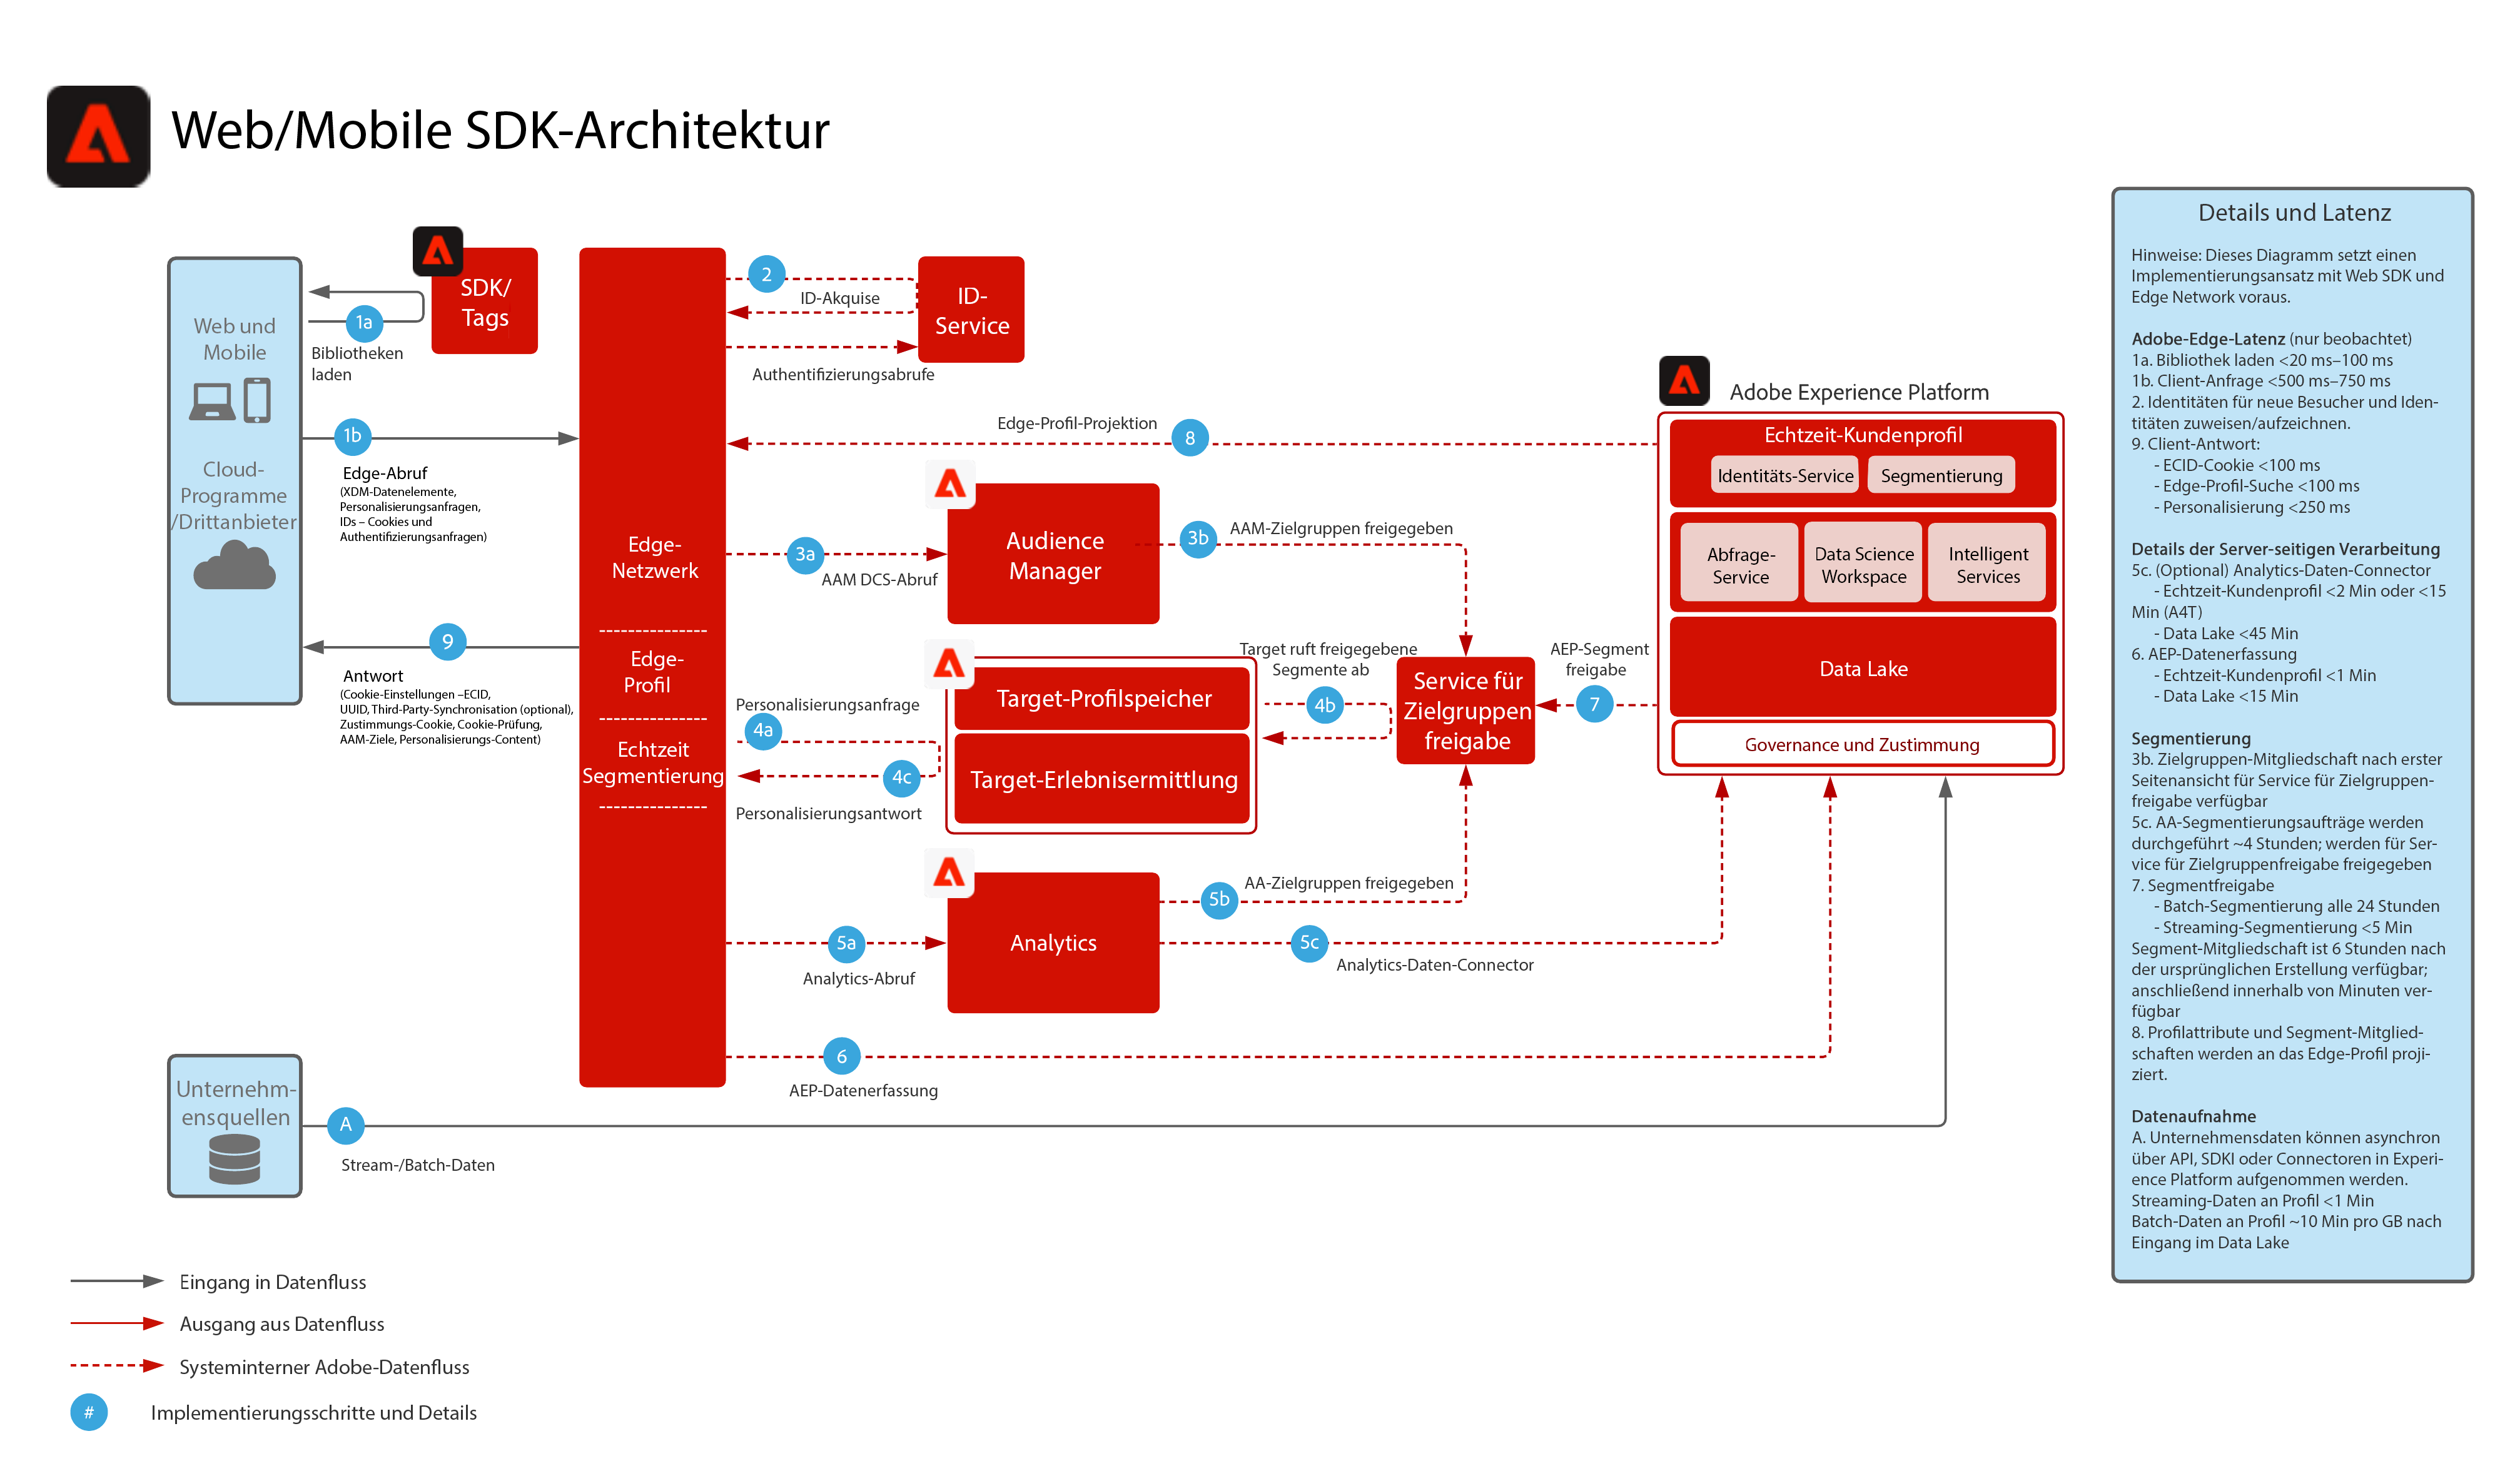 Web/Mobile SDK-Architektur
SDK/
Tags
1a
Bibliotheken
laden
Web und
Mobile
Cloud-
Programme
/Drittanbieter
1b
Edge-Abruf
(XDM-Datenelemente,
Personalisierungsanfragen,
IDs – Cookies und
Authentifizierungsanfragen)
9
Antwort
(Cookie-Einstellungen –ECID,
UUID, Third-Party-Synchronisation (optional),
Zustimmungs-Cookie, Cookie-Prüfung,
AAM-Ziele, Personalisierungs-Content)
Edge-
Netzwerk
Edge-
Profil
Echtzeit
Segmentierung
2
ID-Akquise
ID-
Service
Authentifizierungsabrufe
Edge-Profil-Projektion
8
3a
AAM DCS-Abruf
Audience
Manager
3b
AAM-Zielgruppen freigegeben
Personalisierungsanfrage
4a
4c
Personalisierungsantwort
Target-Profilspeicher
Target-Erlebnisermittlung
Target ruft freigegebene
Segmente ab
4b
Service für
Zielgruppen
freigabe
AEP-Segment
freigabe
7
5a
Analytics-Abruf
Analytics
5b
AA-Zielgruppen freigegeben
5c
Analytics-Daten-Connector
6
AEP-Datenerfassung
Adobe Experience Platform
Echtzeit-Kundenprofil
Identitäts-Service
Segmentierung
Abfrage-
Service
Data Science
Workspace
Intelligent
Services
Data Lake
Governance und Zustimmung
Unternehm-
ensquellen
A
Stream-/Batch-Daten
Eingang in Datenfluss
Ausgang aus Datenfluss
Systeminterner Adobe-Datenfluss
#
Implementierungsschritte und Details
Details und Latenz
Hinweise: Dieses Diagramm setzt einen
Implementierungsansatz mit Web SDK und
Edge Network voraus.
Adobe-Edge-Latenz (nur beobachtet)
1a. Bibliothek laden <20 ms–100 ms
1b. Client-Anfrage <500 ms–750 ms
2. Identitäten für neue Besucher und Iden-
titäten zuweisen/aufzeichnen.
9. Client-Antwort:
- ECID-Cookie <100 ms
- Edge-Profil-Suche <100 ms
- Personalisierung <250 ms
Details der Server-seitigen Verarbeitung
5c. (Optional) Analytics-Daten-Connector
- Echtzeit-Kundenprofil <2 Min oder <15
Min (A4T)
- Data Lake <45 Min
6. AEP-Datenerfassung
- Echtzeit-Kundenprofil <1 Min
- Data Lake <15 Min
Segmentierung
3b. Zielgruppen-Mitgliedschaft nach erster
Seitenansicht für Service für Zielgruppen-
freigabe verfügbar
5c. AA-Segmentierungsaufträge werden
durchgeführt ~4 Stunden; werden für Ser-
vice für Zielgruppenfreigabe freigegeben
7. Segmentfreigabe
- Batch-Segmentierung alle 24 Stunden
- Streaming-Segmentierung <5 Min
Segment-Mitgliedschaft ist 6 Stunden nach
der ursprünglichen Erstellung verfügbar;
anschließend innerhalb von Minuten ver-
fügbar
8. Profilattribute und Segment-Mitglied-
schaften werden an das Edge-Profil proji-
ziert.
Datenaufnahme
A. Unternehmensdaten können asynchron
über API, SDKI oder Connectoren in Experi-
ence Platform aufgenommen werden.
Streaming-Daten an Profil <1 Min
Batch-Daten an Profil ~10 Min pro GB nach
Eingang im Data Lake